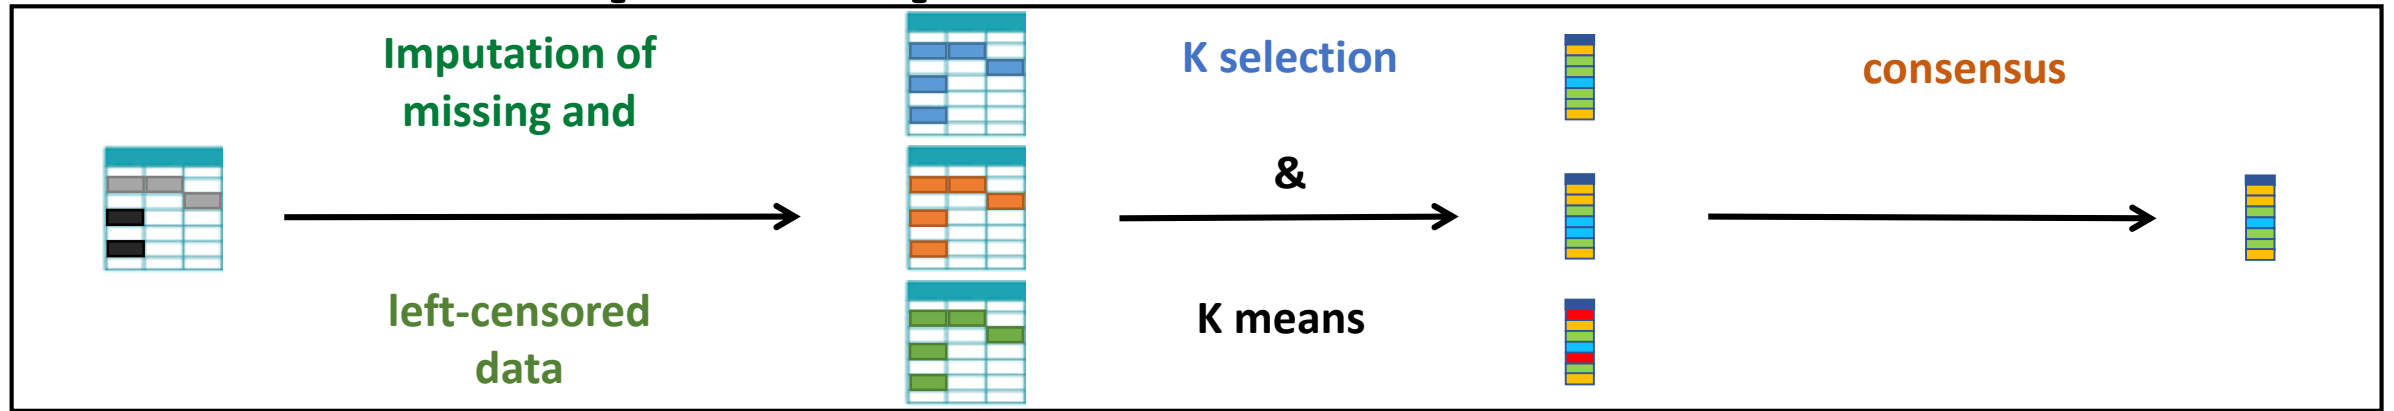 Imputation of
missing and
left-censored
data
K selection
&
K means
consensus